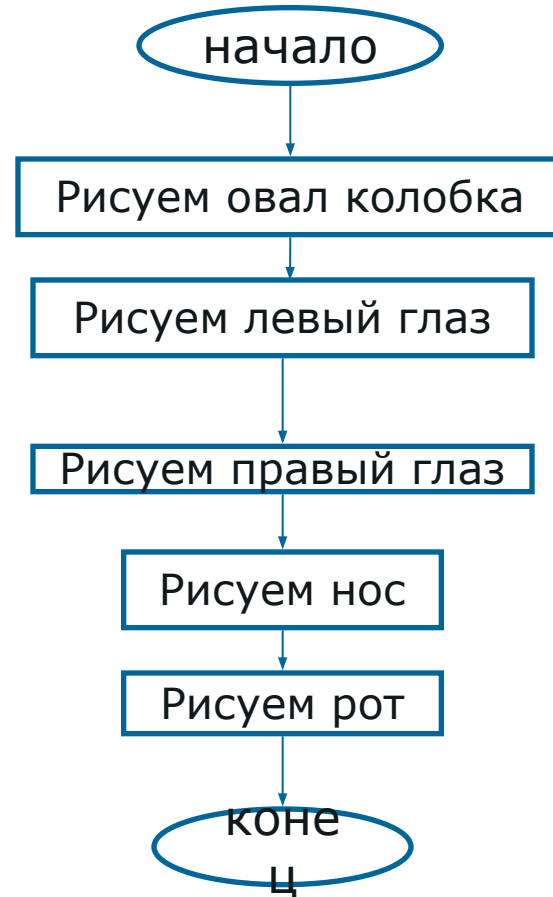 начало
Рисуем овал колобка
Рисуем левый глаз
Рисуем правый глаз
Рисуем нос
Рисуем рот
коне
ц